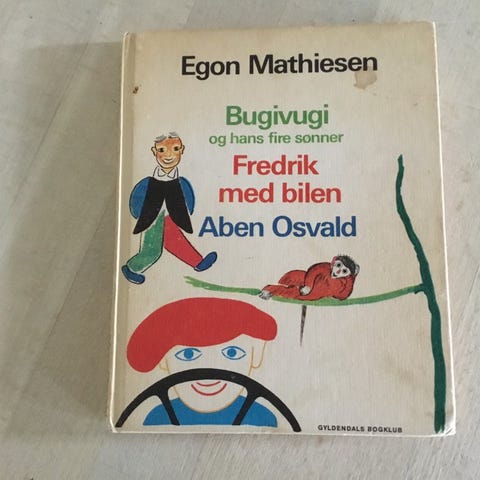 Egon Mathiesen
Bugivugi
og hans fire sønner
Fredrik
med bilen
Aben Osvald
GYLDENDALS BOGKLUB